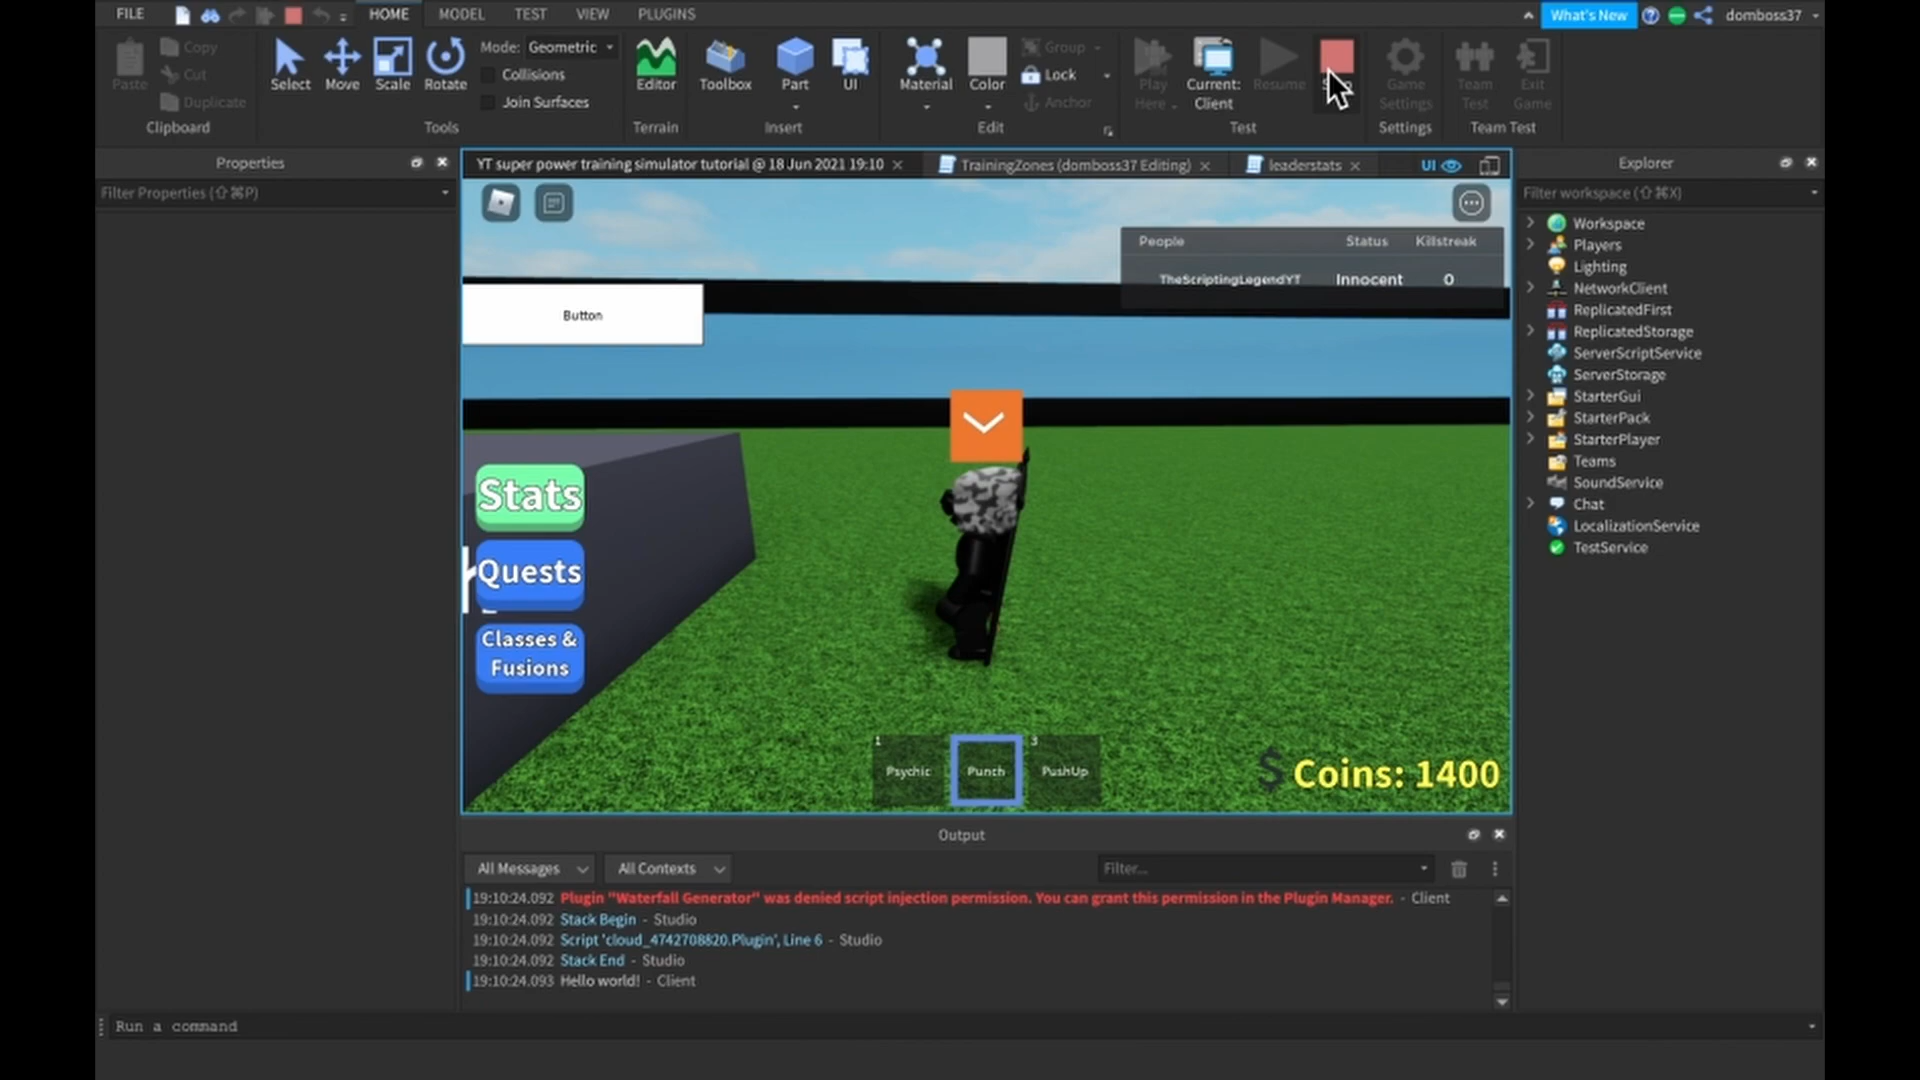 FILE HOME MODEL TEST VIEW PLUGINS What's New domboss37
Paste Copy Cut Duplicate Clipboard
Select Move Scale Rotate Mode: Geometric Collisions Join Surfaces Tools
Editor Terrain
Toolbox Part UI Insert
Material Color Group Lock Anchor Edit
Play Here Current: Client Resume Test
Game Settings Settings
Team Test Exit Game Team Test
Properties
Filter Properties (⇧⌘P)
YT super power training simulator tutorial @ 18 Jun 2021 19:10 TrainingZones (domboss37 Editing) leaderstats UI
People Status Killstreak
TheScriptingLegendYT Innocent 0
Button
Stats
Quests
Classes &
Fusions
1 Psychic Punch 3 PushUp
$ Coins: 1400
Explorer
Filter workspace (⇧⌘X)
Workspace
Players
Lighting
NetworkClient
ReplicatedFirst
ReplicatedStorage
ServerScriptService
ServerStorage
StarterGui
StarterPack
StarterPlayer
Teams
SoundService
Chat
LocalizationService
TestService
Output
All Messages All Contexts Filter...
19:10:24.092 Plugin "Waterfall Generator" was denied script injection permission. You can grant this permission in the Plugin Manager. - Client
19:10:24.092 Stack Begin - Studio
19:10:24.092 Script 'cloud_4742708820.Plugin', Line 6 - Studio
19:10:24.092 Stack End - Studio
19:10:24.093 Hello world! - Client
Run a command